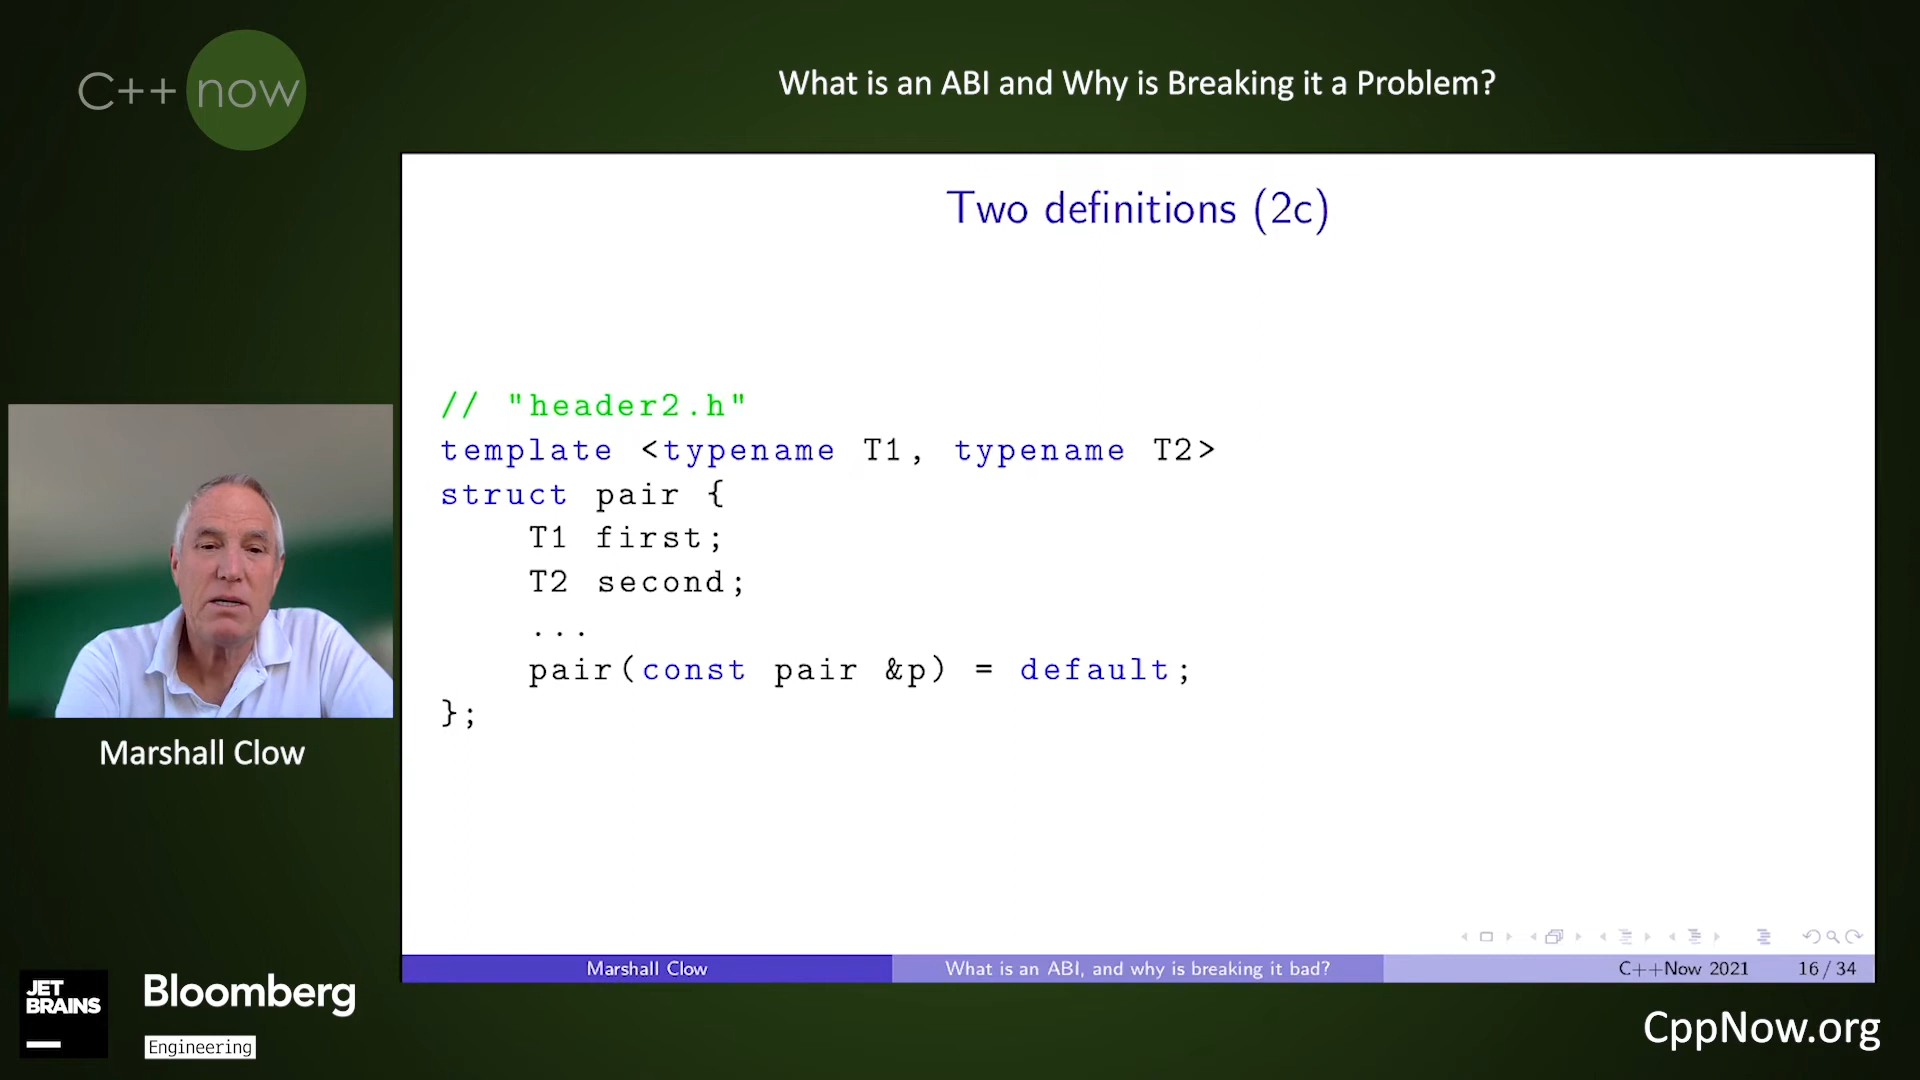 C++ now
What is an ABI and Why is Breaking it a Problem?
Two definitions (2c)
// "header2.h"
template <typename T1, typename T2>
struct pair {
T1 first;
T2 second;
...
pair(const pair &p) = default;
};
Marshall Clow
Marshall Clow
What is an ABI, and why is breaking it bad?
C++Now 2021
16 / 34
JET
BRAINS
Bloomberg
Engineering
CppNow.org